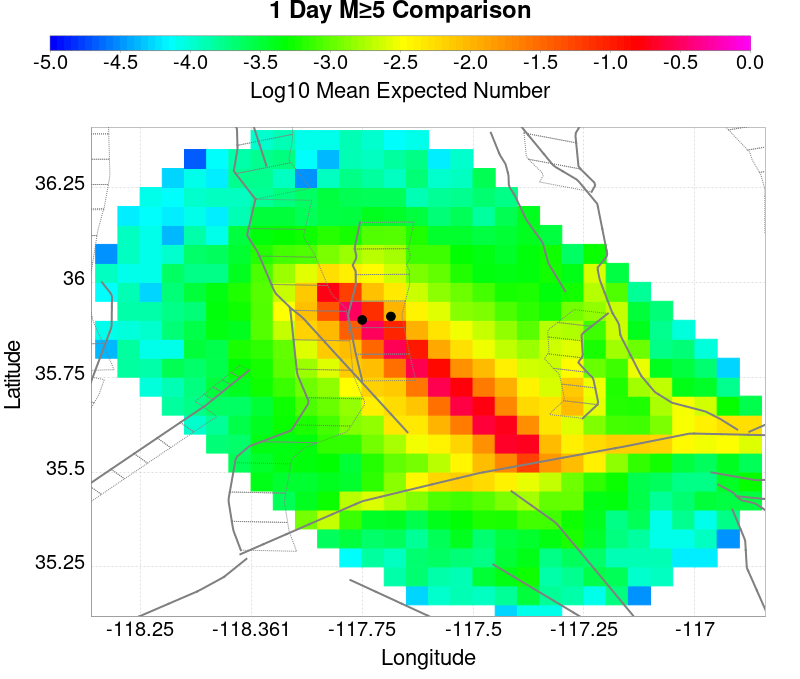 1 Day M≥5 Comparison
-5.0 -4.5 -4.0 -3.5 -3.0 -2.5 -2.0 -1.5 -1.0 -0.5 0.0
Log10 Mean Expected Number
36.25
36
35.75
35.5
35.25
Latitude
-118.25 -118.361 -117.75 -117.5 -117.25 -117
Longitude